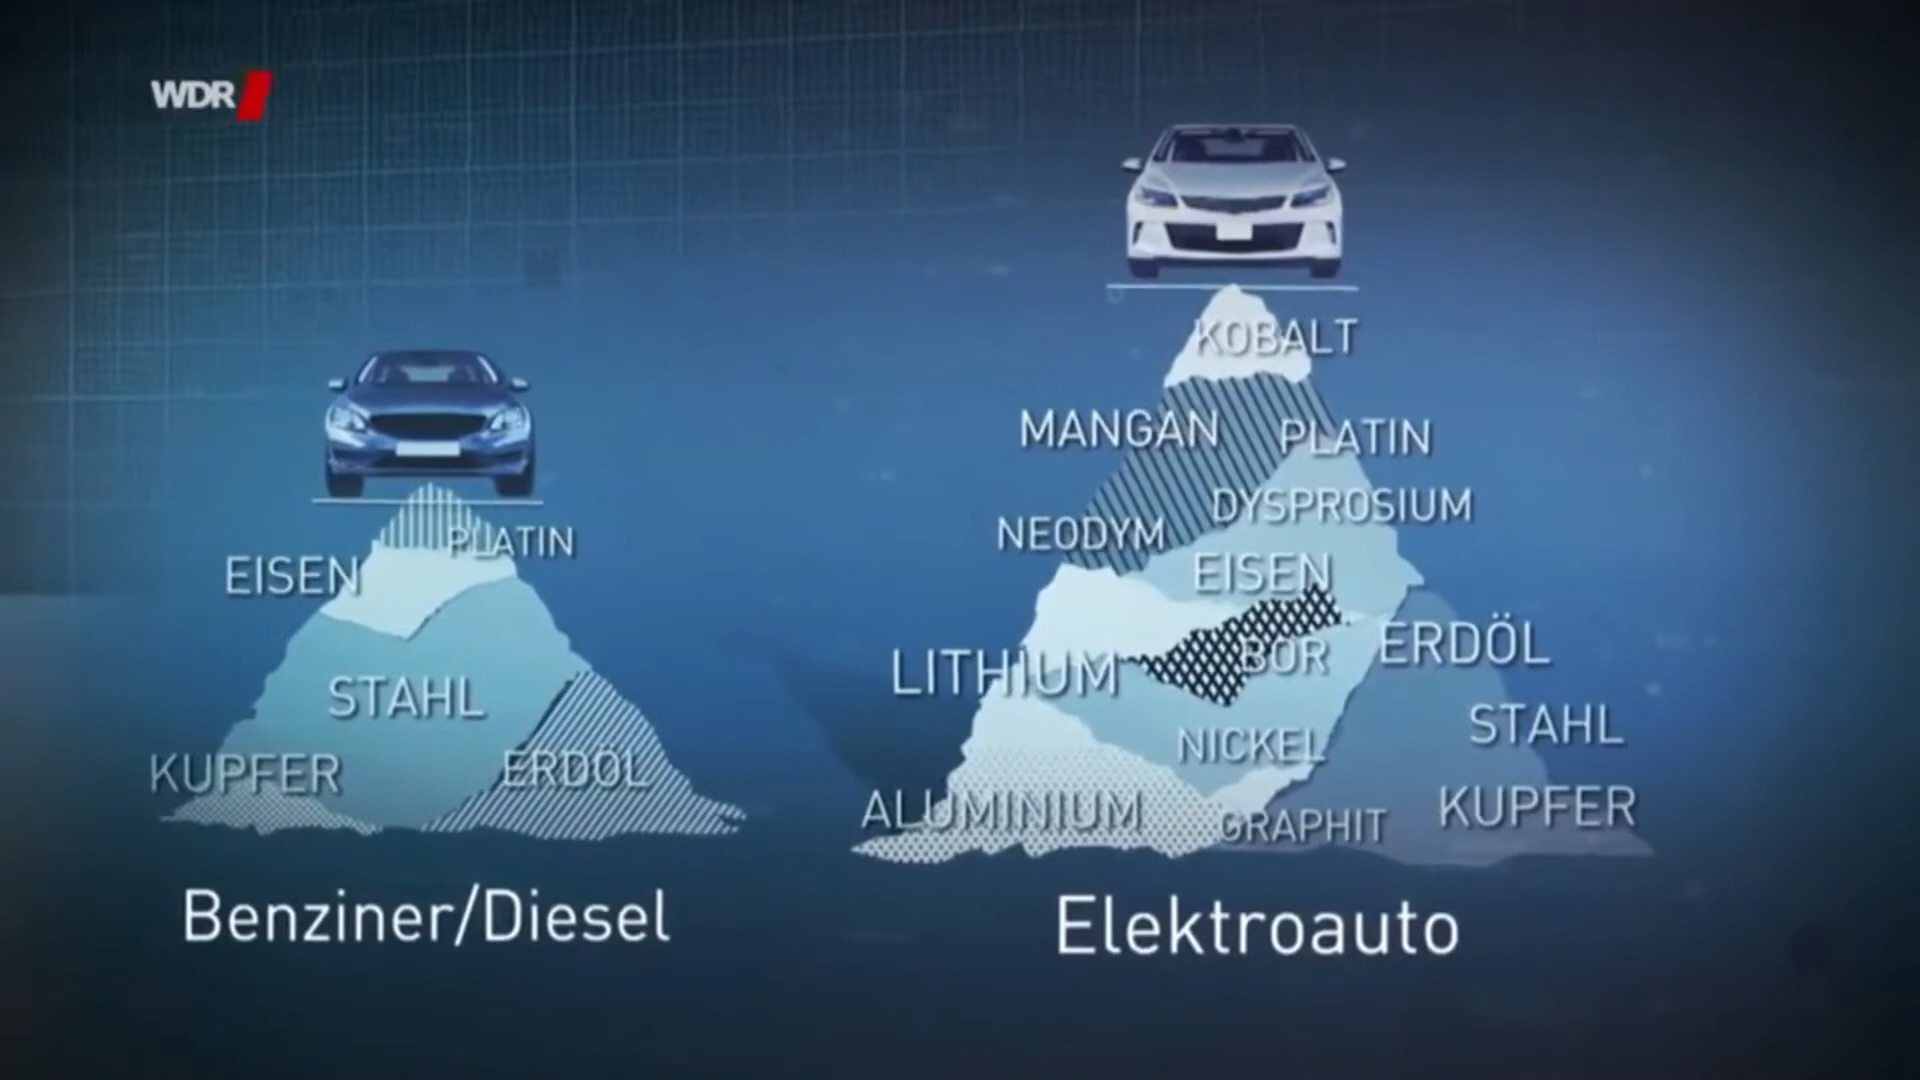 WDR
KOBALT
MANGAN
PLATIN
DYSPROSIUM
NEODYM
EISEN
LITHIUM
BOR
ERDÖL
NICKEL
STAHL
ALUMINIUM
GRAPHIT
KUPFER
PLATIN
EISEN
STAHL
KUPFER
ERDÖL
Benziner/Diesel
Elektroauto